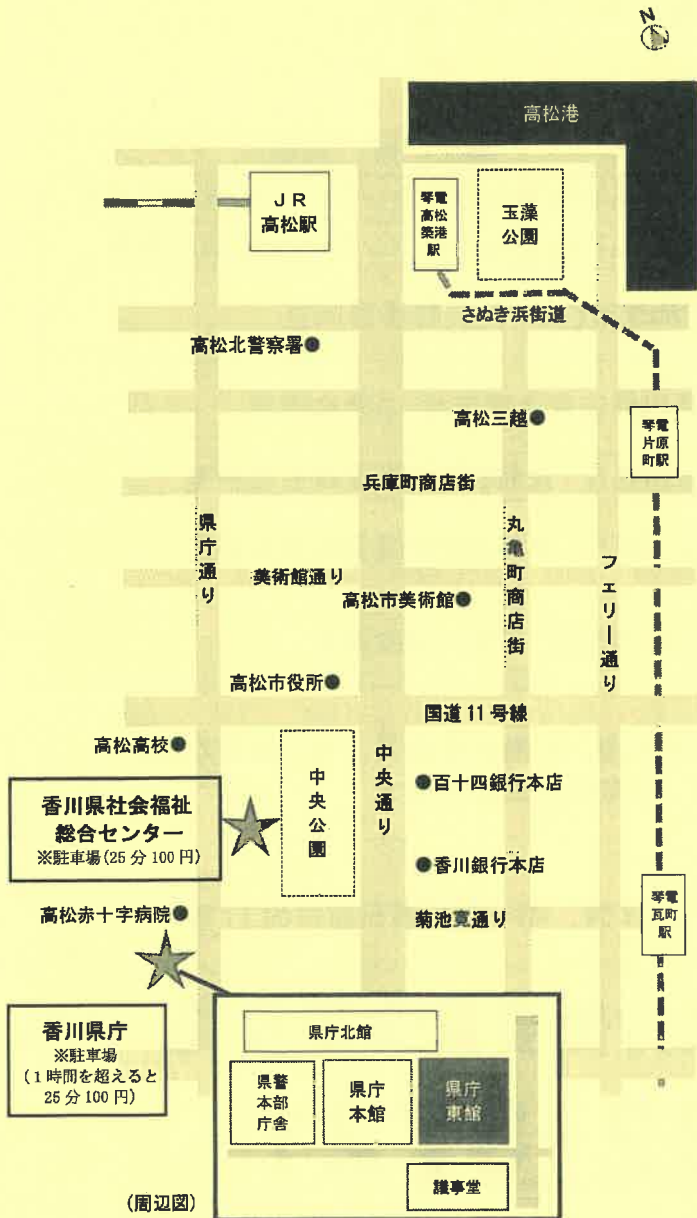 N
高松港
JR
高松駅
琴電
高松
築港
駅
玉藻
公園
さぬき浜街道
高松北警察署
高松三越
琴電
片原
町駅
兵庫町商店街
県庁通り
丸亀町商店街
フェリー通り
美術館通り
高松市美術館
高松市役所
国道11号線
高松高校
中央公園
中央通り
百十四銀行本店
香川県社会福祉
総合センター
※駐車場(25分100円)
香川銀行本店
高松赤十字病院
菊池寛通り
琴電
瓦町
駅
香川県庁
※駐車場
(1時間を超えると
25分100円)
県庁北館
県警
本部
庁舎
県庁
本館
県庁
東館
議事堂
(周辺図)